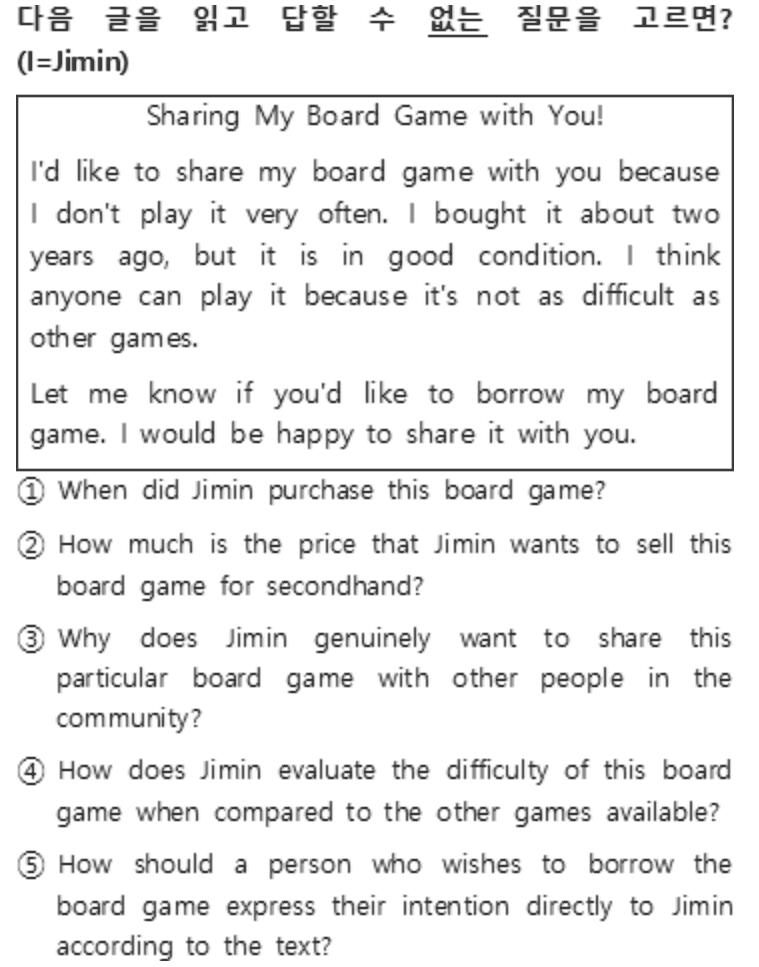 다음 글을 읽고 답할 수 없는 질문을 고르면?
(I=Jimin)
Sharing My Board Game with You!
I'd like to share my board game with you because
I don't play it very often. I bought it about two
years ago, but it is in good condition. I think
anyone can play it because it's not as difficult as
other games.
Let me know if you'd like to borrow my board
game. I would be happy to share it with you.
① When did Jimin purchase this board game?
② How much is the price that Jimin wants to sell this
board game for secondhand?
③ Why does Jimin genuinely want to share this
particular board game with other people in the
community?
④ How does Jimin evaluate the difficulty of this board
game when compared to the other games available?
⑤ How should a person who wishes to borrow the
board game express their intention directly to Jimin
according to the text?